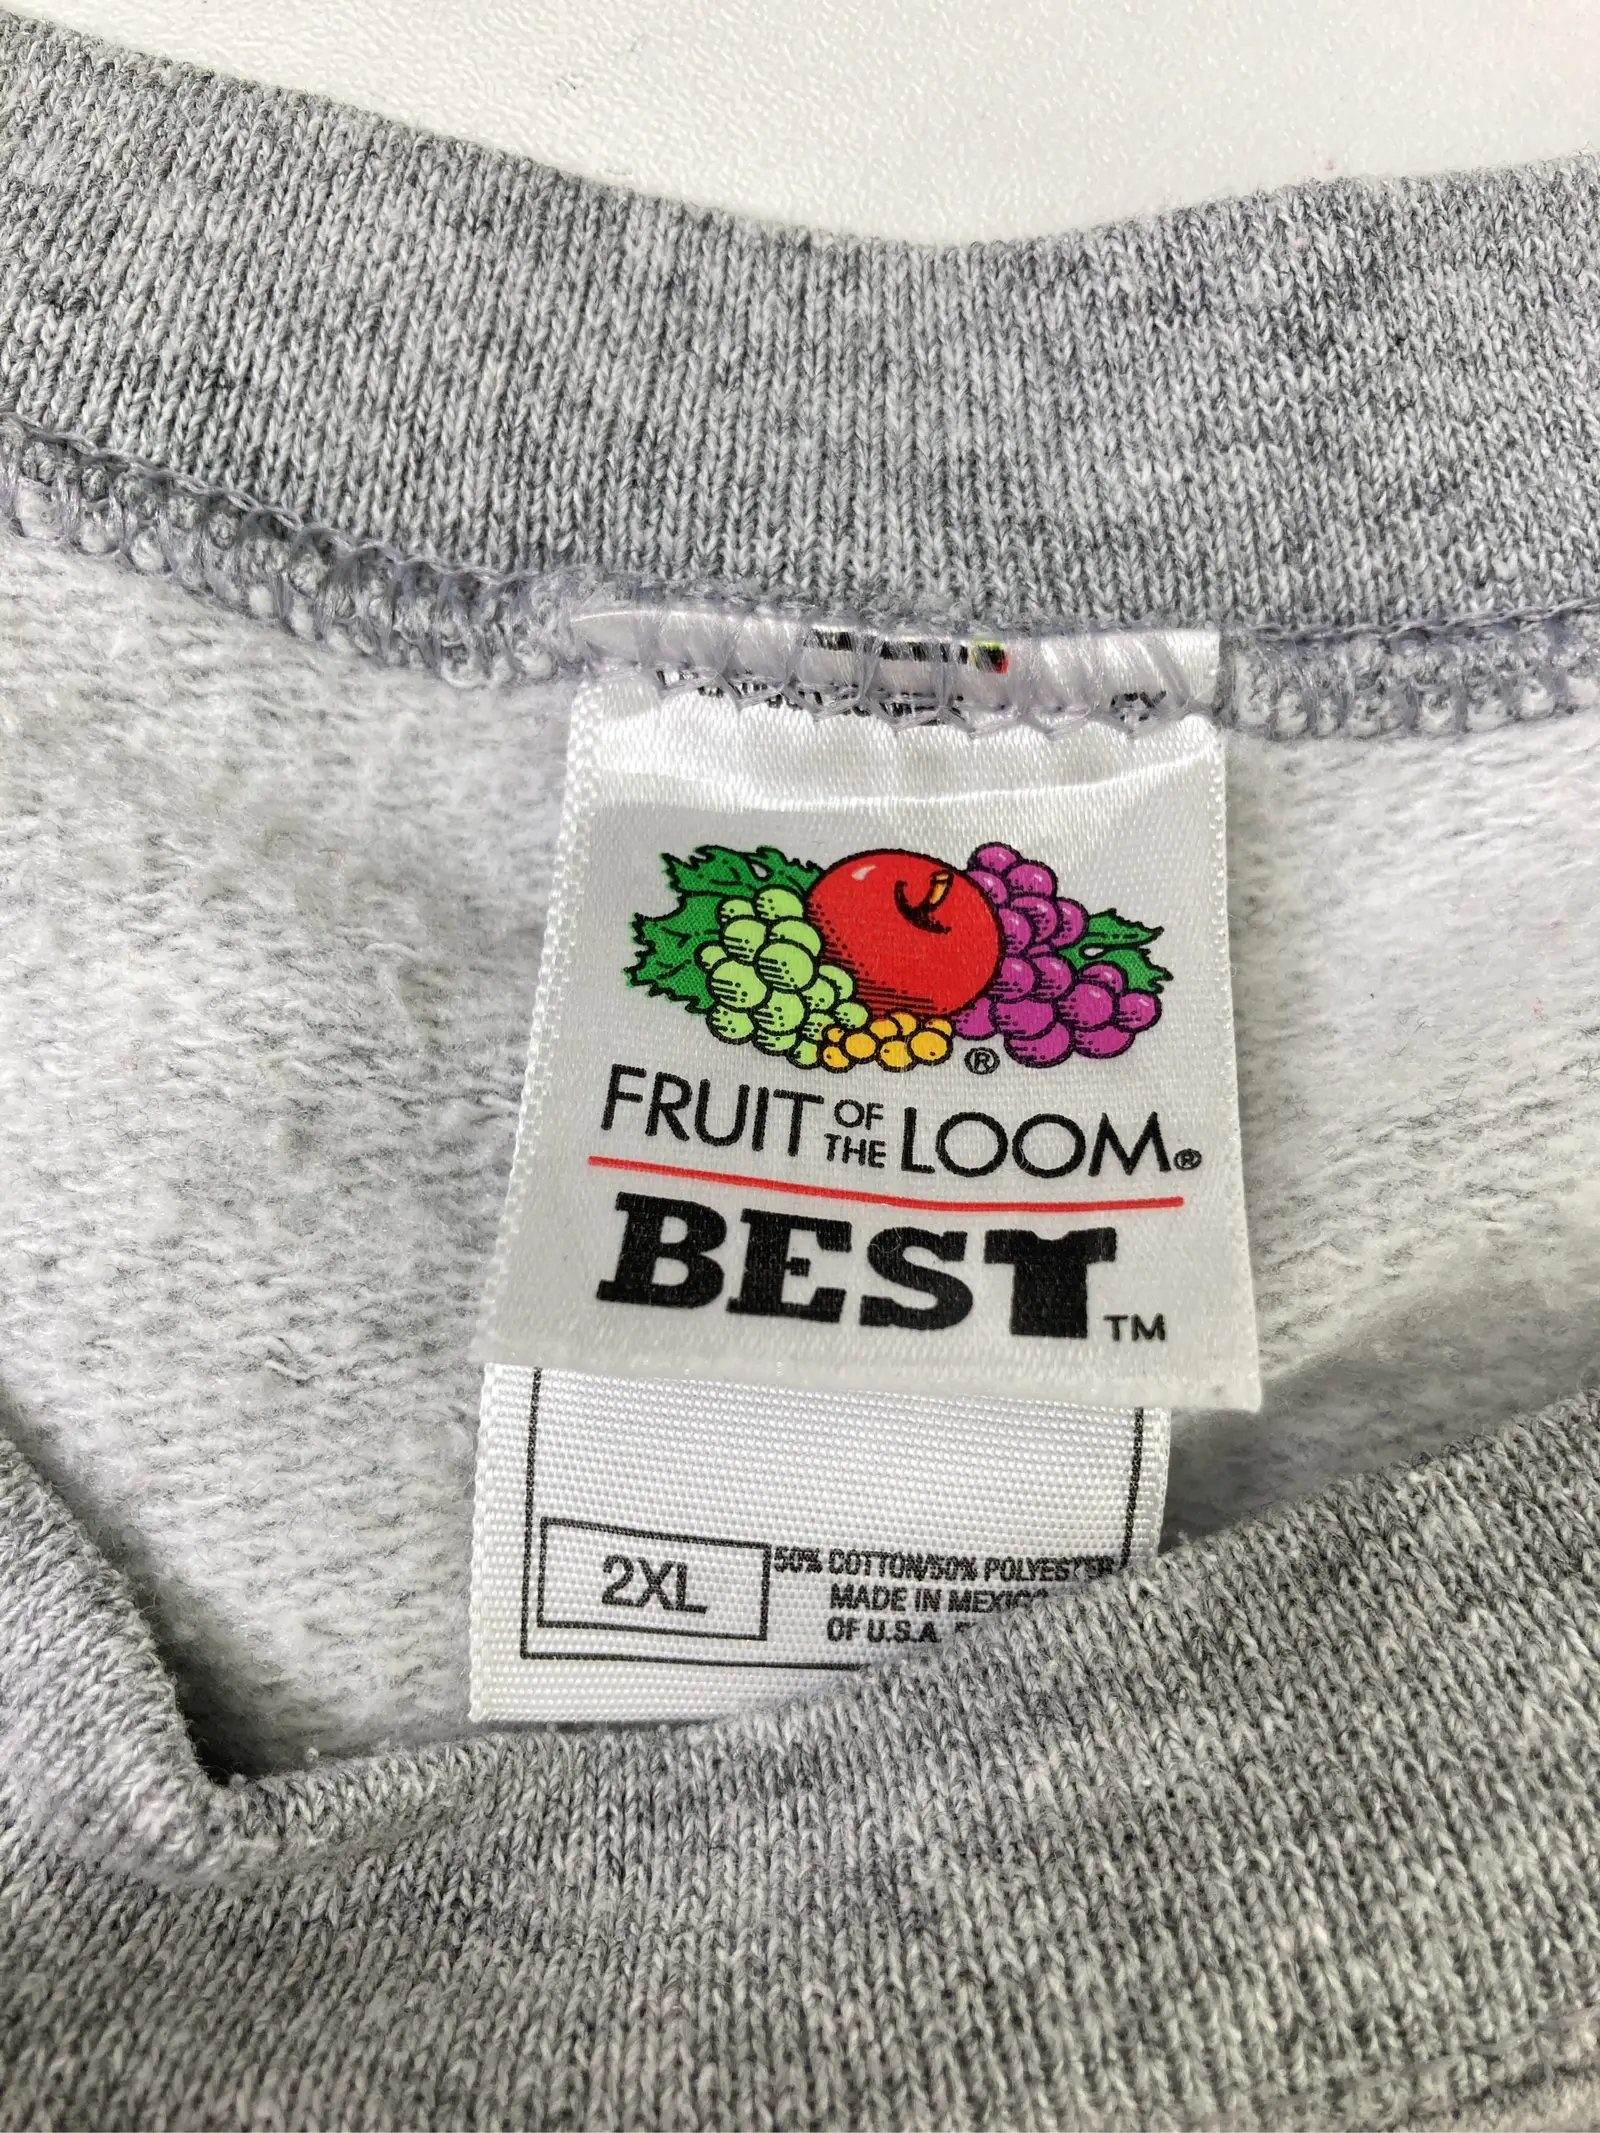 ®
FRUIT OF THE LOOM®
BEST™
2XL
50% COTTON/50% POLYESTER
MADE IN MEXICO
OF U.S.A.